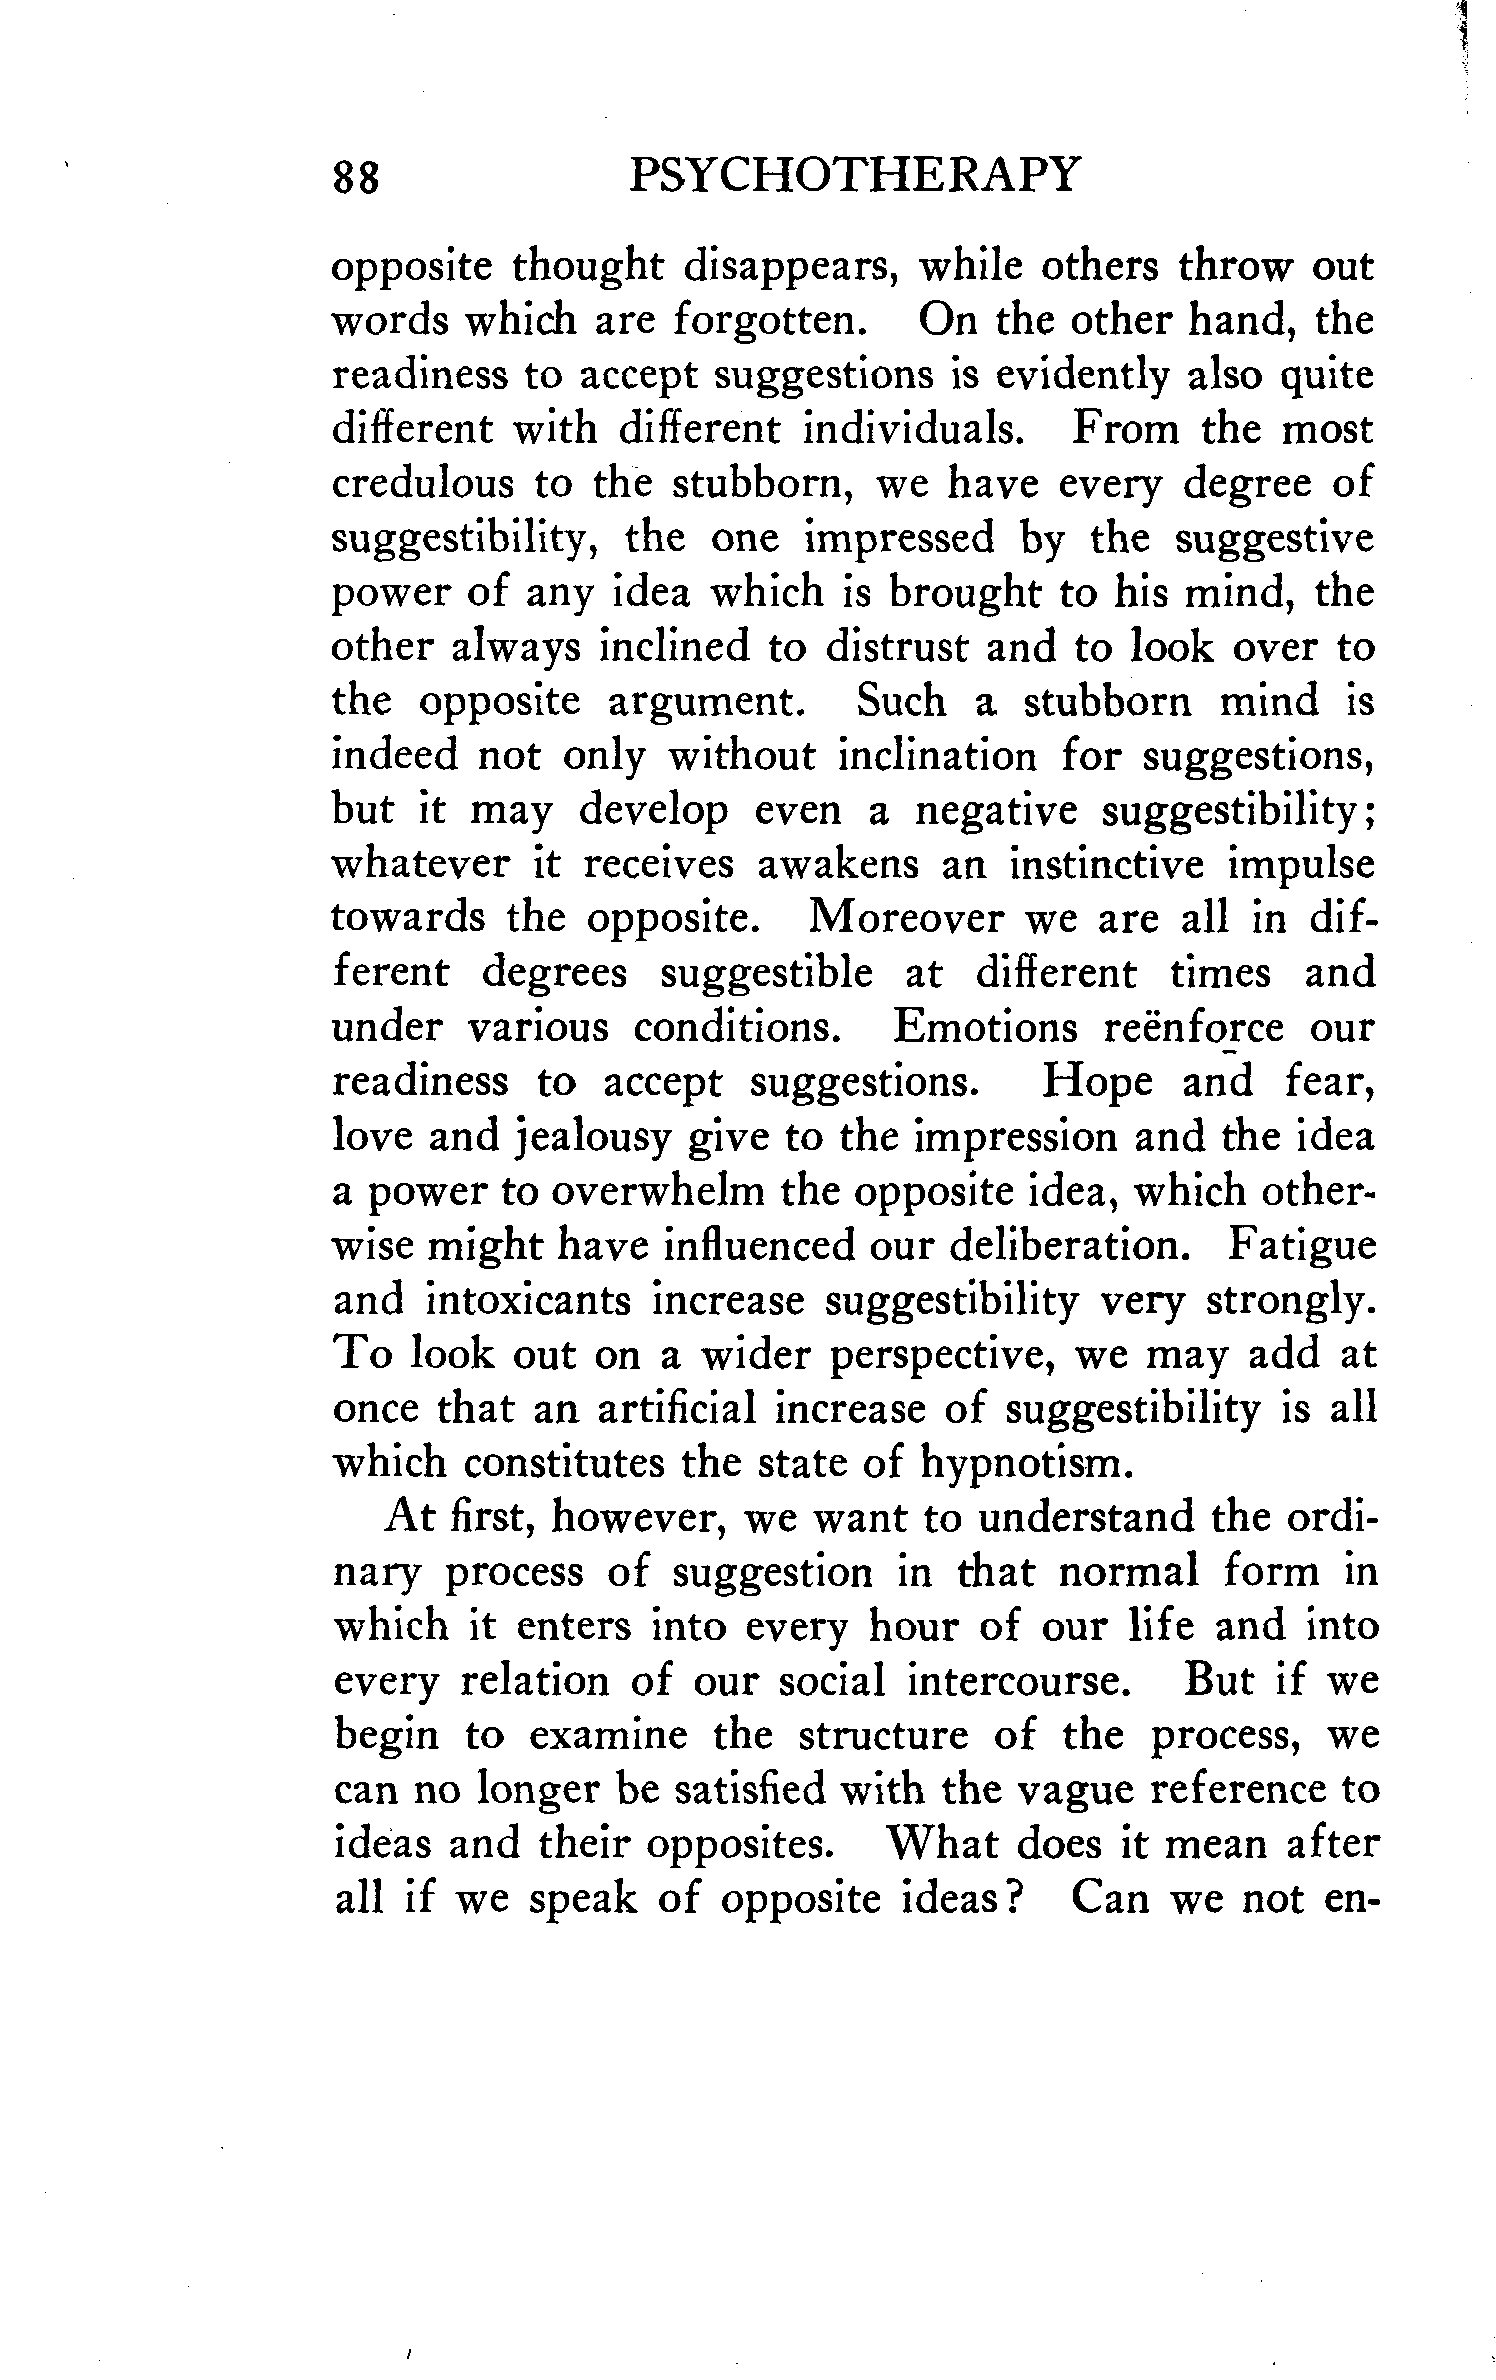 88 PSYCHOTHERAPY
opposite thought disappears, while others throw out
words which are forgotten. On the other hand, the
readiness to accept suggestions is evidently also quite
different with different individuals. From the most
credulous to the stubborn, we have every degree of
suggestibility, the one impressed by the suggestive
power of any idea which is brought to his mind, the
other always inclined to distrust and to look over to
the opposite argument. Such a stubborn mind is
indeed not only without inclination for suggestions,
but it may develop even a negative suggestibility;
whatever it receives awakens an instinctive impulse
towards the opposite. Moreover we are all in dif-
ferent degrees suggestible at different times and
under various conditions. Emotions reënforce our
readiness to accept suggestions. Hope and fear,
love and jealousy give to the impression and the idea
a power to overwhelm the opposite idea, which other-
wise might have influenced our deliberation. Fatigue
and intoxicants increase suggestibility very strongly.
To look out on a wider perspective, we may add at
once that an artificial increase of suggestibility is all
which constitutes the state of hypnotism.
At first, however, we want to understand the ordi-
nary process of suggestion in that normal form in
which it enters into every hour of our life and into
every relation of our social intercourse. But if we
begin to examine the structure of the process, we
can no longer be satisfied with the vague reference to
ideas and their opposites. What does it mean after
all if we speak of opposite ideas? Can we not en-